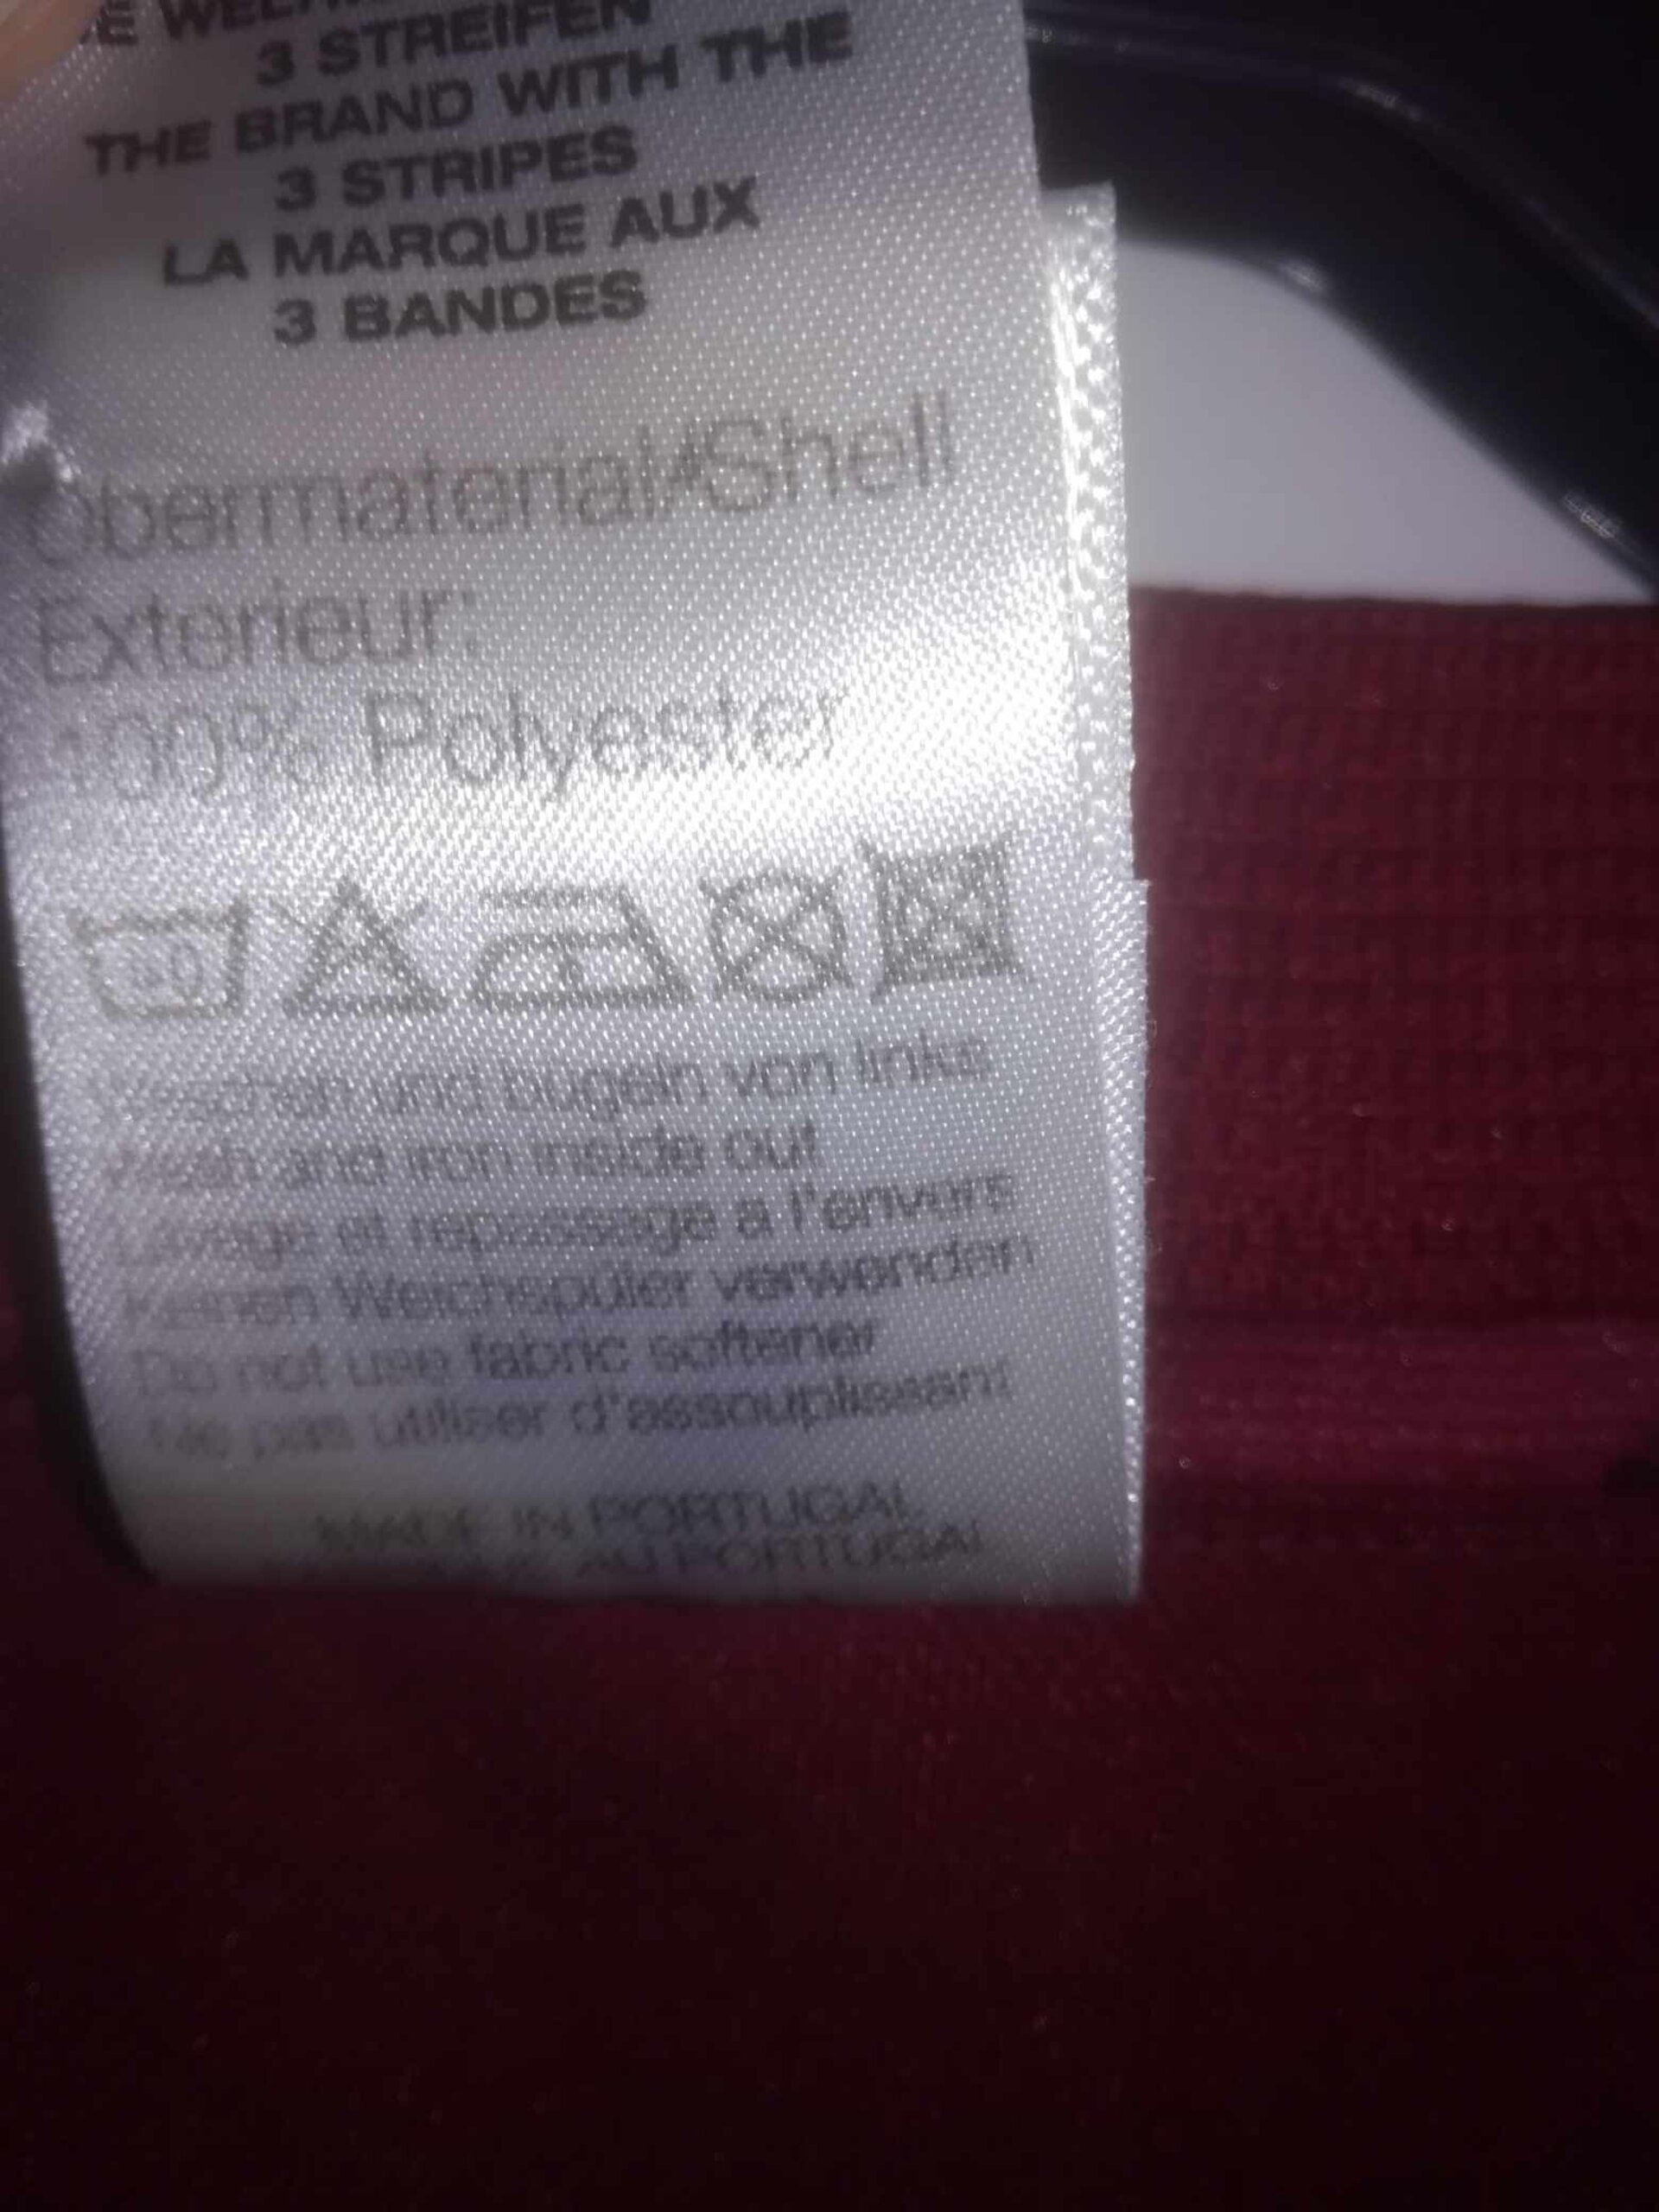 3 STREIFEN
THE BRAND WITH THE
3 STRIPES
LA MARQUE AUX
3 BANDES
Obermaterial/Shell
Exterieur:
100% Polyester
und bügeln von links
Wash and iron inside out
Lavage et repassage a l'envers
Keinen Weichspüler verwenden
Do not use fabric softener
Ne pas utiliser d'assouplissant
MADE IN PORTUGAL
AU PORTUGAL